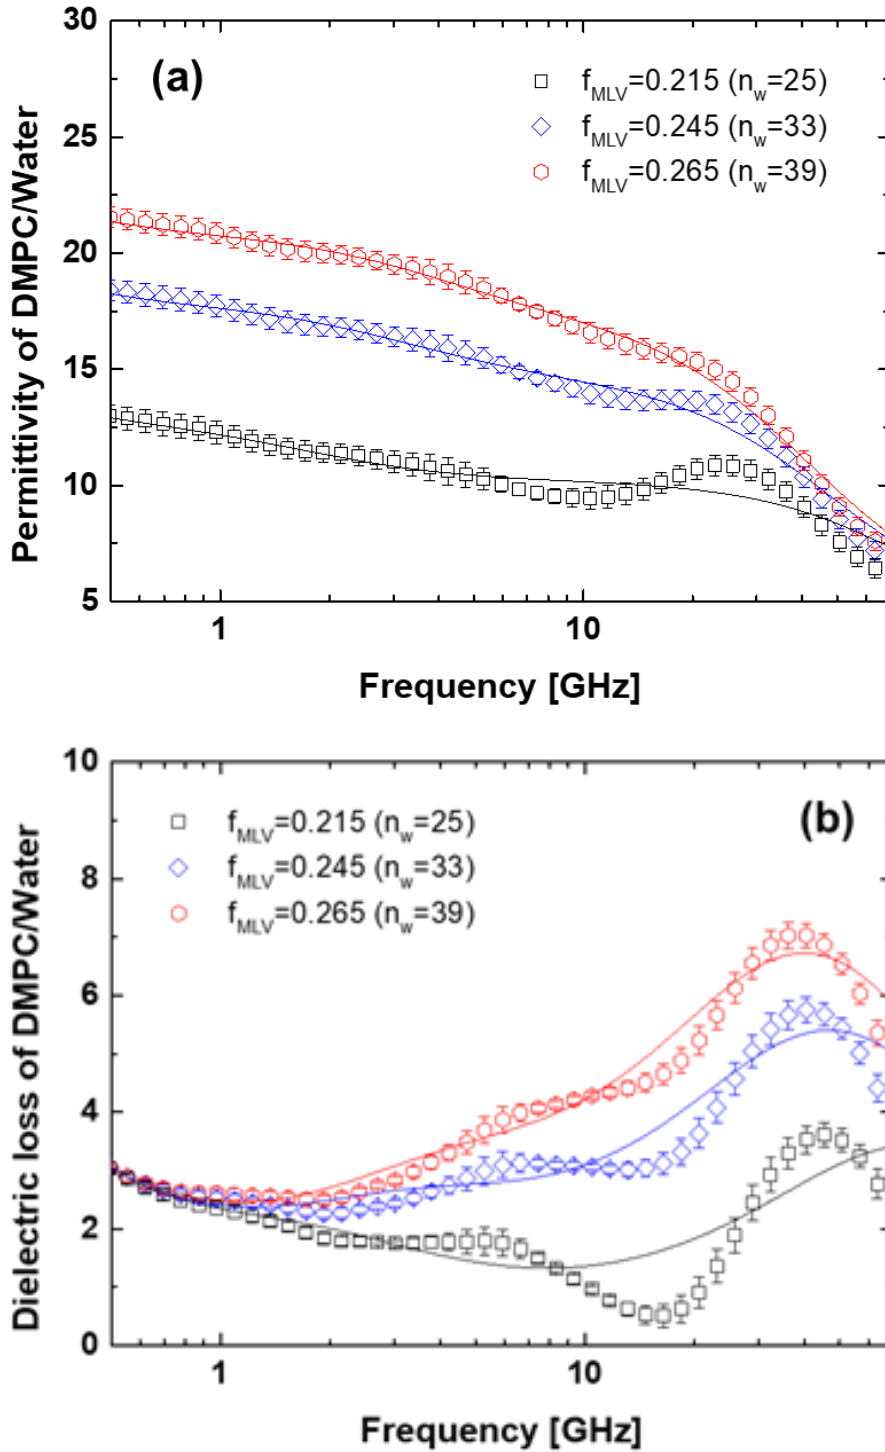 (a)
f_MLV=0.215 (n_w=25)
f_MLV=0.245 (n_w=33)
f_MLV=0.265 (n_w=39)
Permittivity of DMPC/Water
30
25
20
15
10
5
1
10
Frequency [GHz]
(b)
f_MLV=0.215 (n_w=25)
f_MLV=0.245 (n_w=33)
f_MLV=0.265 (n_w=39)
Dielectric loss of DMPC/Water
10
8
6
4
2
0
1
10
Frequency [GHz]